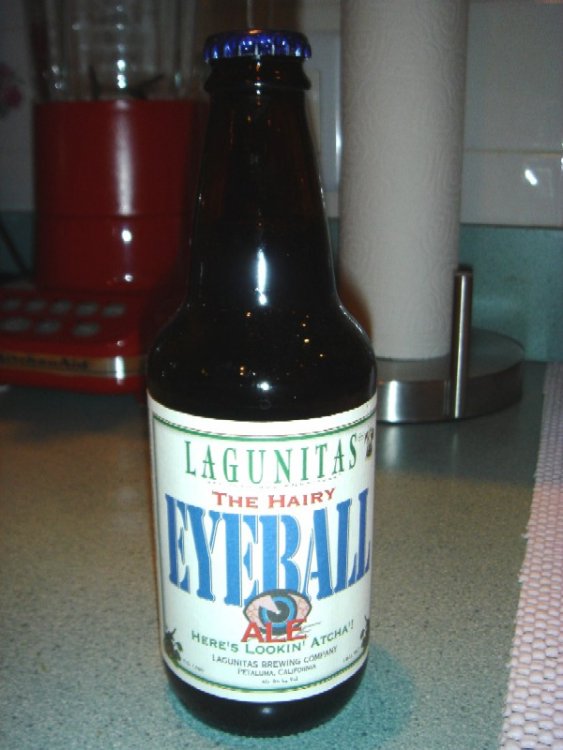 KitchenAid
LAGUNITAS
THE HAIRY
EYEBALL
ALE
HERE'S LOOKIN' ATCHA'!
LAGUNITAS BREWING COMPANY
PETALUMA, CALIFORNIA